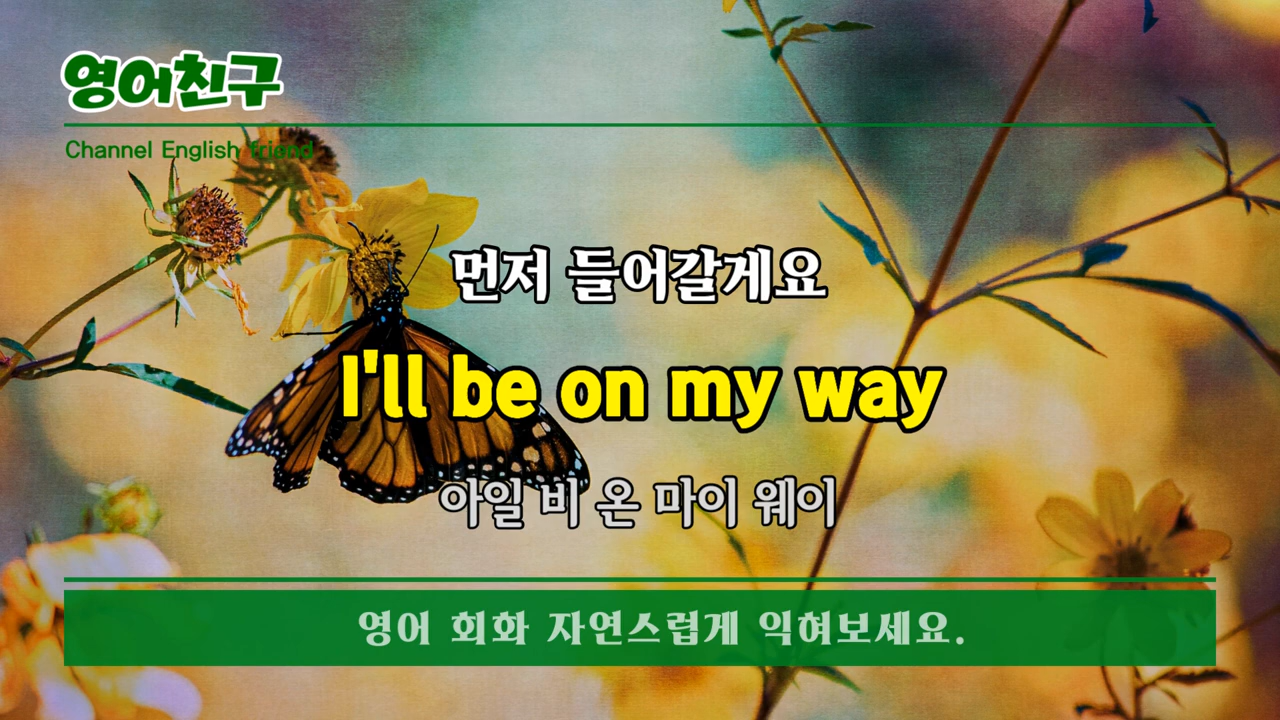 영어친구
Channel English friend
먼저 들어갈게요
I'll be on my way
아일 비 온 마이 웨이
영어 회화 자연스럽게 익혀보세요.